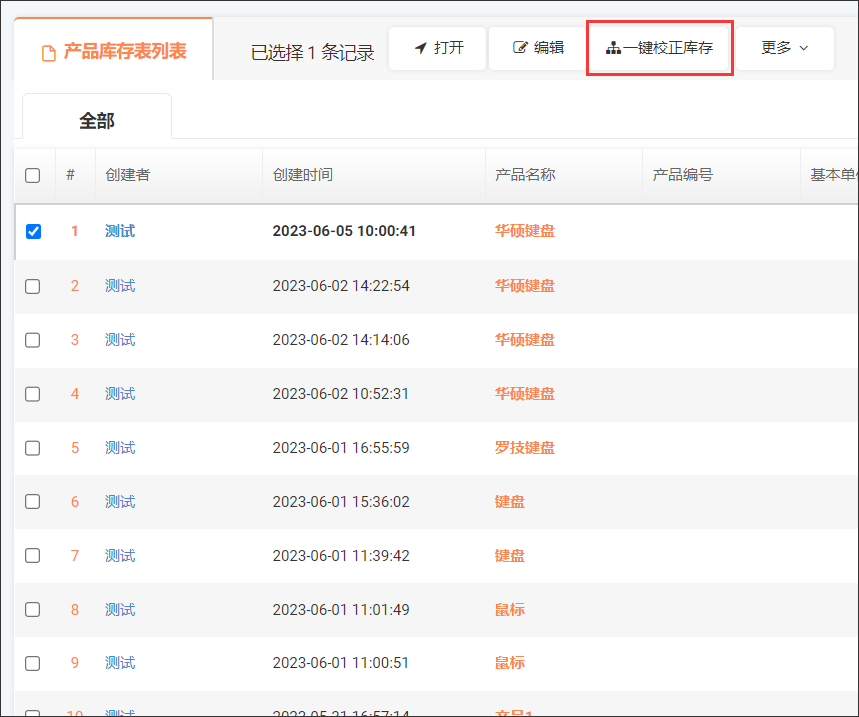 产品库存表列表 已选择 1 条记录 打开 编辑 一键校正库存 更多
全部
# 创建者 创建时间 产品名称 产品编号 基本单
1 测试 2023-06-05 10:00:41 华硕键盘
2 测试 2023-06-02 14:22:54 华硕键盘
3 测试 2023-06-02 14:14:06 华硕键盘
4 测试 2023-06-02 10:52:31 华硕键盘
5 测试 2023-06-01 16:55:59 罗技键盘
6 测试 2023-06-01 15:36:02 键盘
7 测试 2023-06-01 11:39:42 键盘
8 测试 2023-06-01 11:01:49 鼠标
9 测试 2023-06-01 11:00:51 鼠标
10 测试 2023-05-31 16:57:14 产品1